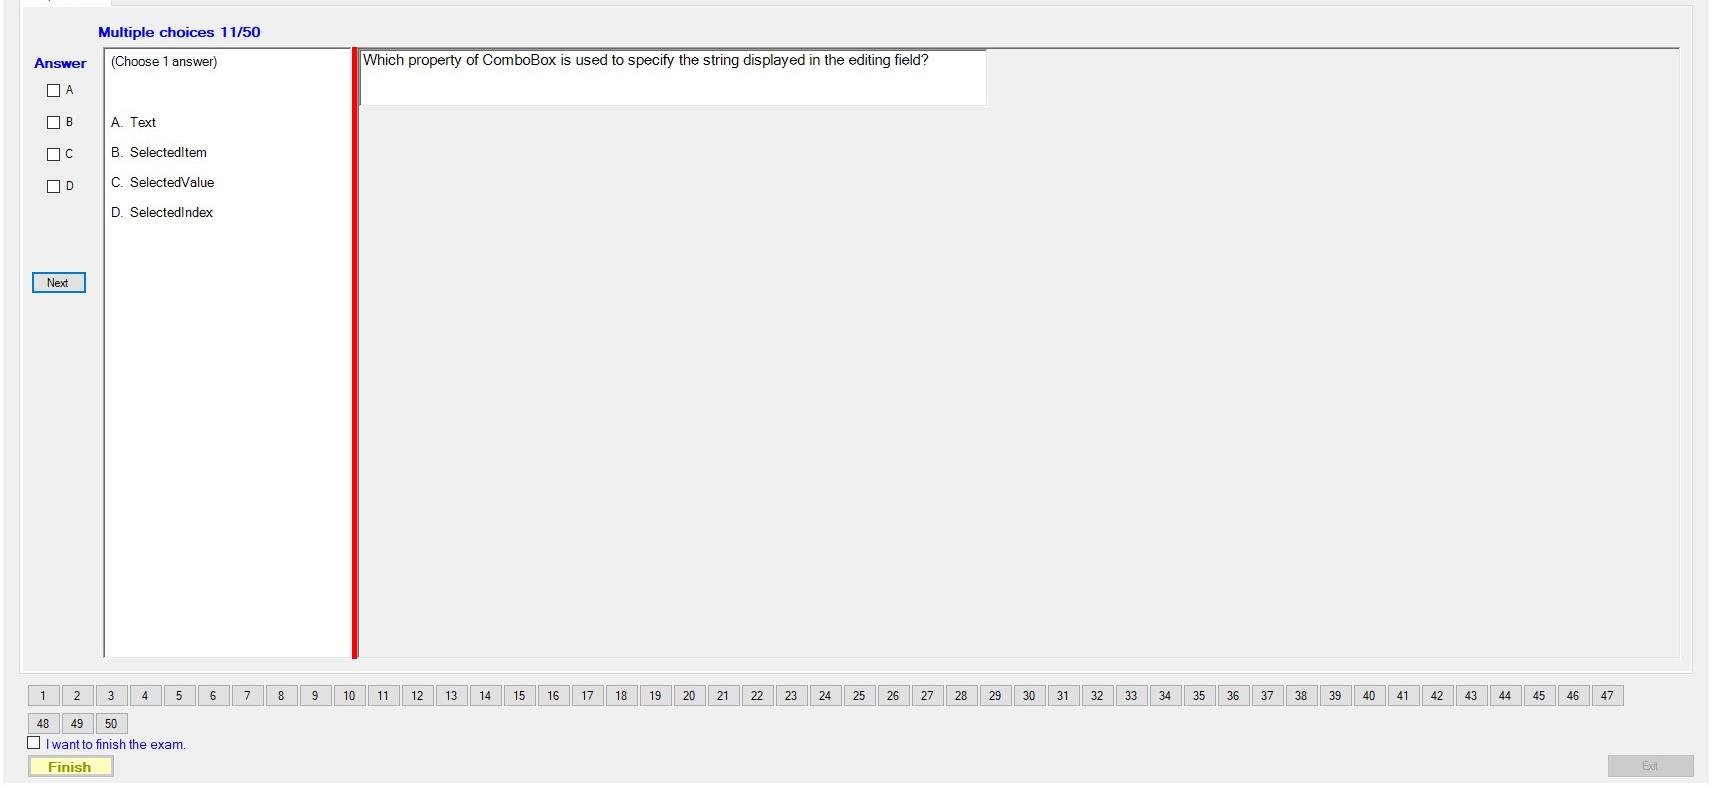 Multiple choices 11/50
Answer
(Choose 1 answer)
Which property of ComboBox is used to specify the string displayed in the editing field?
A
B
C
D
A. Text
B. SelectedItem
C. SelectedValue
D. SelectedIndex
Next
1 2 3 4 5 6 7 8 9 10 11 12 13 14 15 16 17 18 19 20 21 22 23 24 25 26 27 28 29 30 31 32 33 34 35 36 37 38 39 40 41 42 43 44 45 46 47
48 49 50
I want to finish the exam.
Finish
Exit